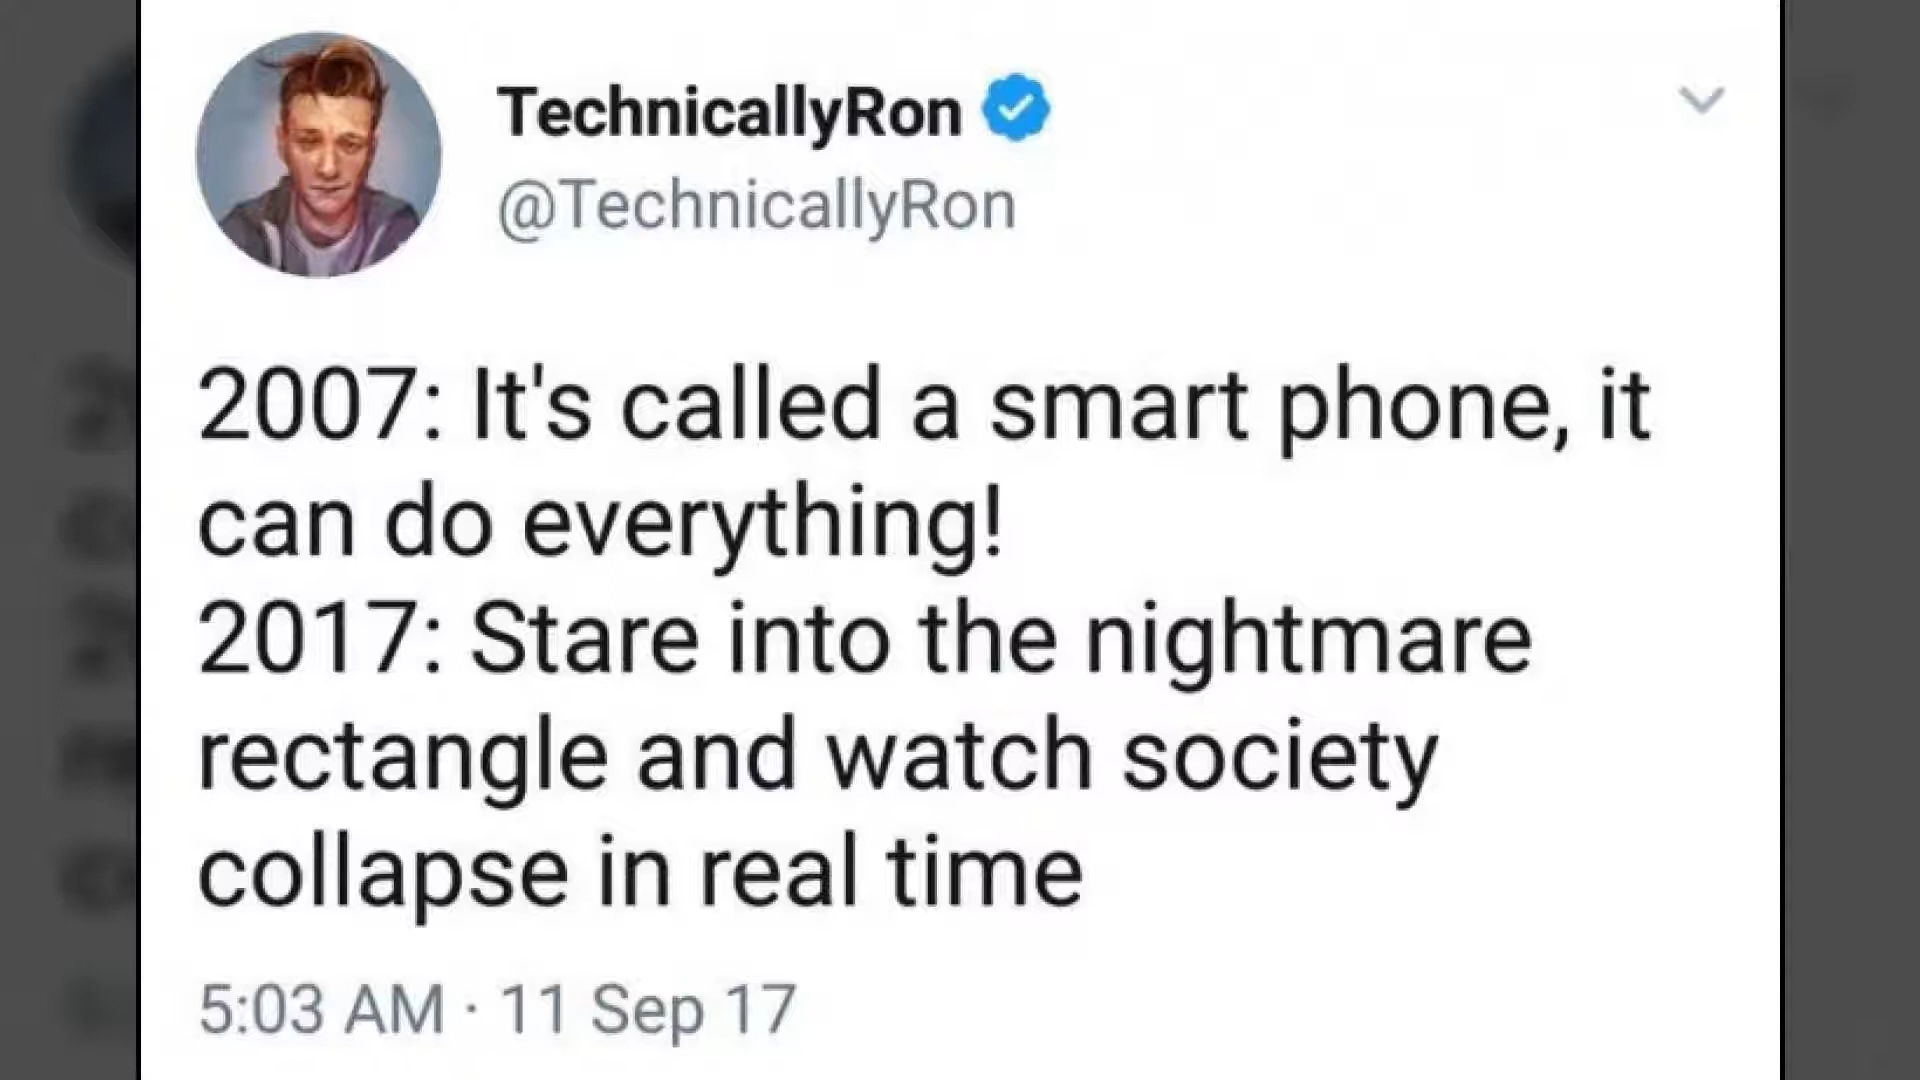 TechnicallyRon
@TechnicallyRon
2007: It's called a smart phone, it
can do everything!
2017: Stare into the nightmare
rectangle and watch society
collapse in real time
5:03 AM · 11 Sep 17